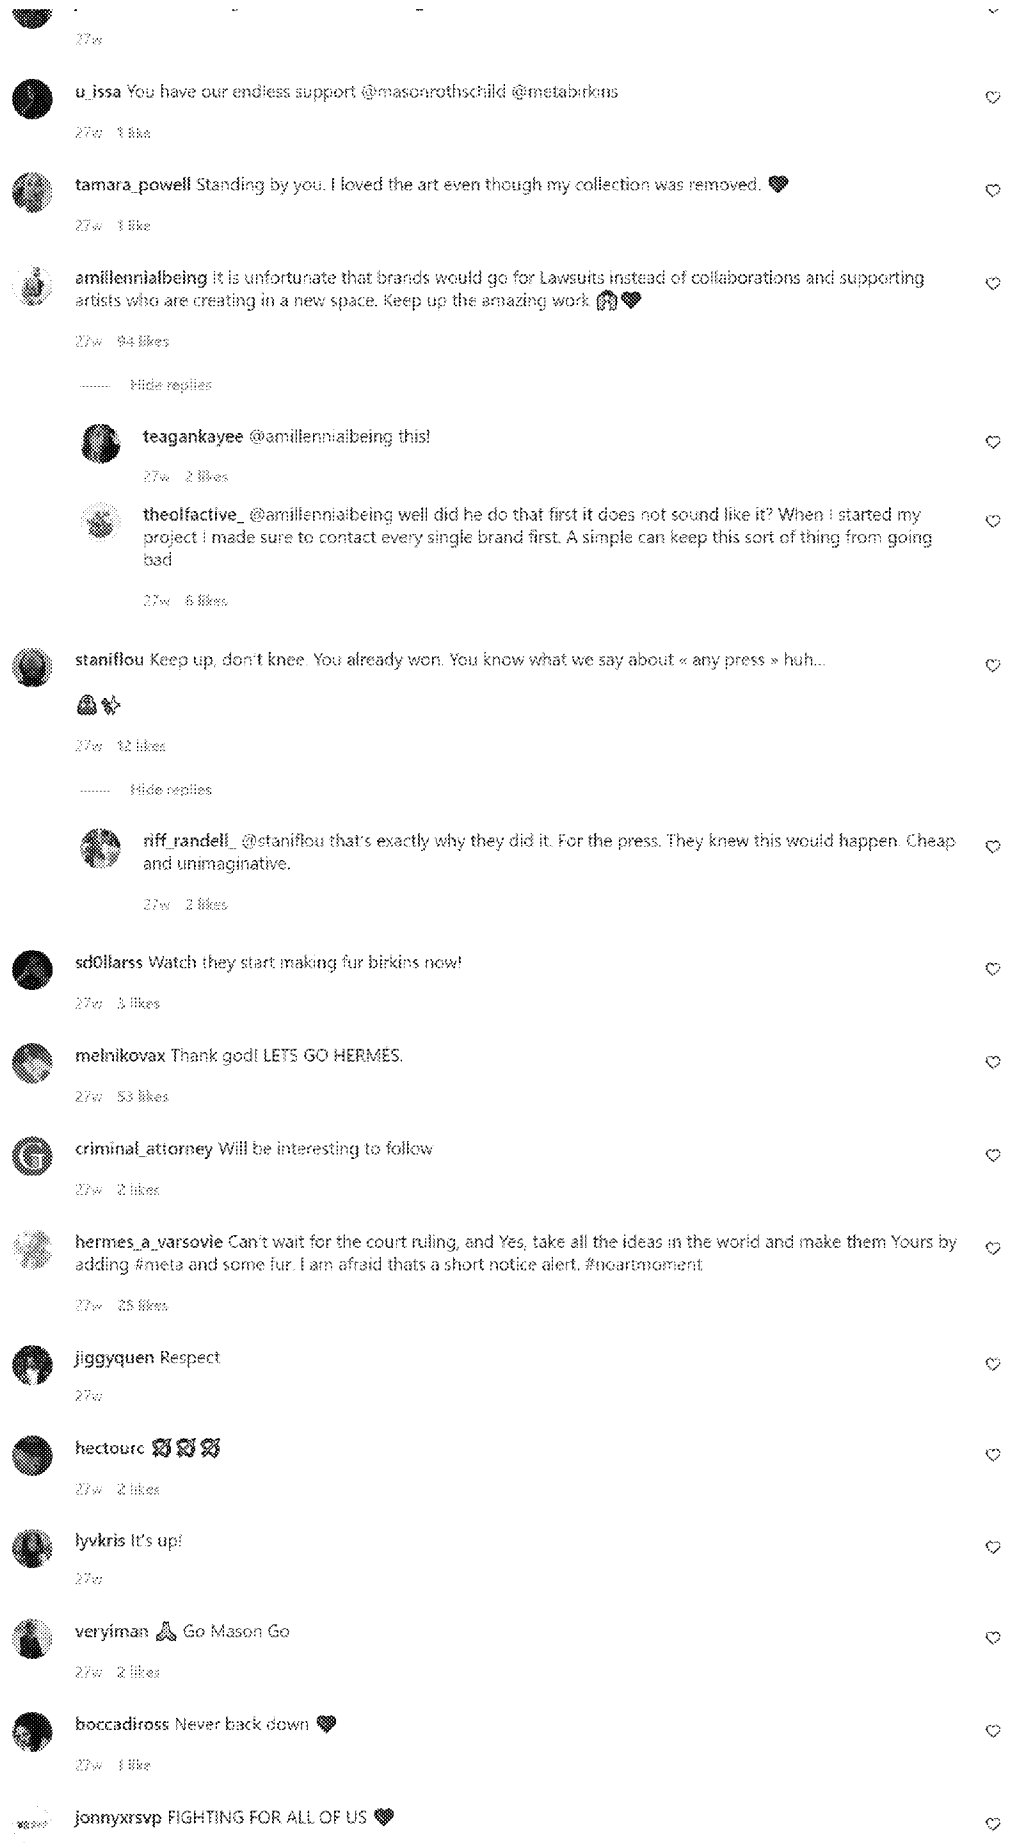 27w
u_issa You have our endless support @masonrothschild @metabirkins
27w 1 like
tamara_powell Standing by you. I loved the art even though my collection was removed. 🖤
27w 1 like
amillennialbeing It is unfortunate that brands would go for Lawsuits instead of collaborations and supporting
artists who are creating in a new space. Keep up the amazing work 🖤
27w 94 likes
Hide replies
teagankayee @amillennialbeing this!
27w 2 likes
theolfactive_ @amillennialbeing well did he do that first it does not sound like it? When I started my
project I made sure to contact every single brand first. A simple can keep this sort of thing from going
bad
27w 6 likes
staniflou Keep up, don't knee. You already won. You know what we say about « any press » huh...
27w 12 likes
Hide replies
riff_randell_ @staniflou that's exactly why they did it. For the press. They knew this would happen. Cheap
and unimaginative.
27w 2 likes
sd0llarss Watch they start making fur birkins now!
27w 3 likes
melnikovax Thank god! LETS GO HERMÈS.
27w 53 likes
criminal_attorney Will be interesting to follow
27w 2 likes
hermes_a_varsovie Can't wait for the court ruling, and Yes, take all the ideas in the world and make them Yours by
adding #meta and some fur. I am afraid thats a short notice alert. #noartmoment
27w 25 likes
jiggyquen Respect
27w
hectourc
27w 2 likes
lyvkris It's up!
27w
veryiman 🙏 Go Mason Go
27w 2 likes
boccadiross Never back down 🖤
27w 1 like
jonnyxrsvp FIGHTING FOR ALL OF US 🖤